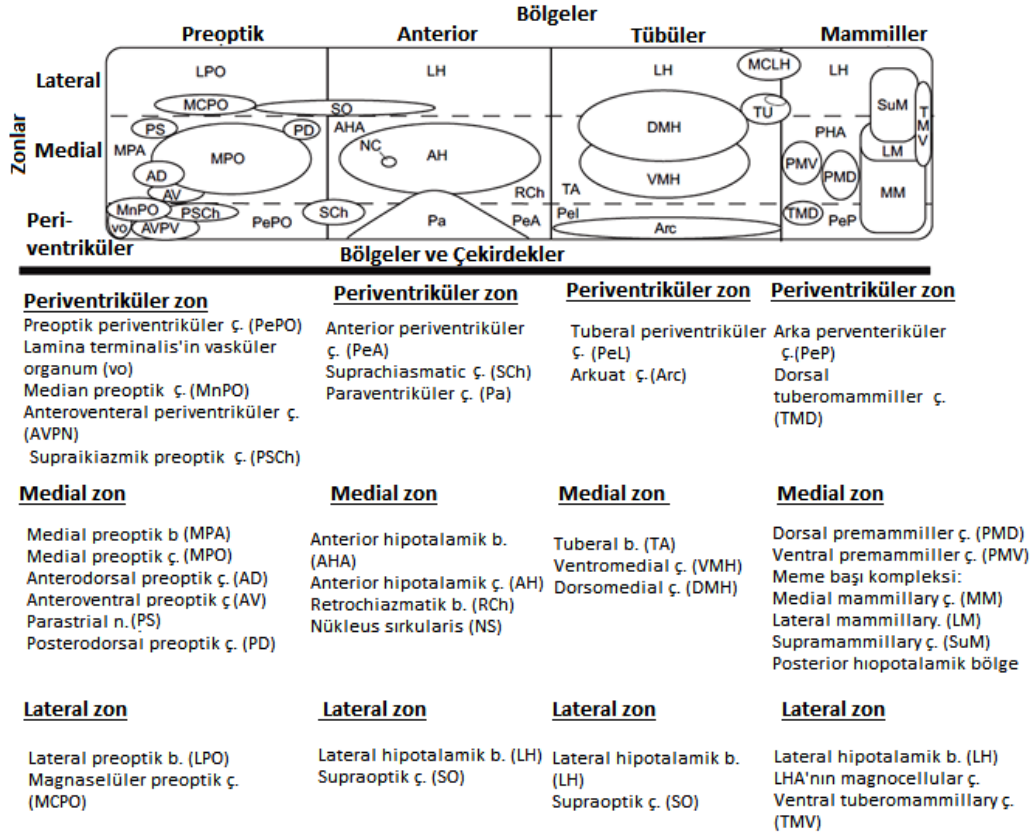 Bölgeler
Preoptik Anterior Tübüler Mammiller
Zonlar
Lateral
Medial
Peri-
ventriküler
LPO
MCPO
SO
PS
PD
MPA
MPO
AD
AV
MnPO
PSCh
vo
AVPV
PePO
SCh
LH
AHA
NC
AH
RCh
Pa
PeA
LH
MCLH
TU
DMH
VMH
TA
Pel
Arc
LH
SuM
TMV
PHA
LM
PMV
PMD
MM
TMD
PeP
Bölgeler ve Çekirdekler
Periventriküler zon
Preoptik periventriküler ç. (PePO)
Lamina terminalis'in vasküler
organum (vo)
Median preoptik ç. (MnPO)
Anteroventeral periventriküler ç.
(AVPN)
Supraikiazmik preoptik ç. (PSCh)
Periventriküler zon
Anterior periventriküler
ç. (PeA)
Suprachiasmatic ç. (SCh)
Paraventriküler ç. (Pa)
Periventriküler zon
Tuberal periventriküler
ç. (PeL)
Arkuat ç.(Arc)
Periventriküler zon
Arka perventeriküler
ç.(PeP)
Dorsal
tuberomammiller ç.
(TMD)
Medial zon
Medial preoptik b (MPA)
Medial preoptik ç. (MPO)
Anterodorsal preoptik ç. (AD)
Anteroventral preoptik ç (AV)
Parastrial n. (PS)
Posterodorsal preoptik ç. (PD)
Medial zon
Anterior hipotalamik b.
(AHA)
Anterior hipotalamik ç. (AH)
Retrochiazmatik b. (RCh)
Nükleus sırkularis (NS)
Medial zon
Tuberal b. (TA)
Ventromedial ç. (VMH)
Dorsomedial ç. (DMH)
Medial zon
Dorsal premammiller ç. (PMD)
Ventral premammiller ç. (PMV)
Meme başı kompleksi:
Medial mammillary ç. (MM)
Lateral mammillary. (LM)
Supramammillary ç. (SuM)
Posterior hıopotalamik bölge
Lateral zon
Lateral preoptik b. (LPO)
Magnaselüler preoptik ç.
(MCPO)
Lateral zon
Lateral hipotalamik b. (LH)
Supraoptik ç. (SO)
Lateral zon
Lateral hipotalamik b.
(LH)
Supraoptik ç. (SO)
Lateral zon
Lateral hipotalamik b. (LH)
LHA'nın magnocellular ç.
Ventral tuberomammillary ç.
(TMV)